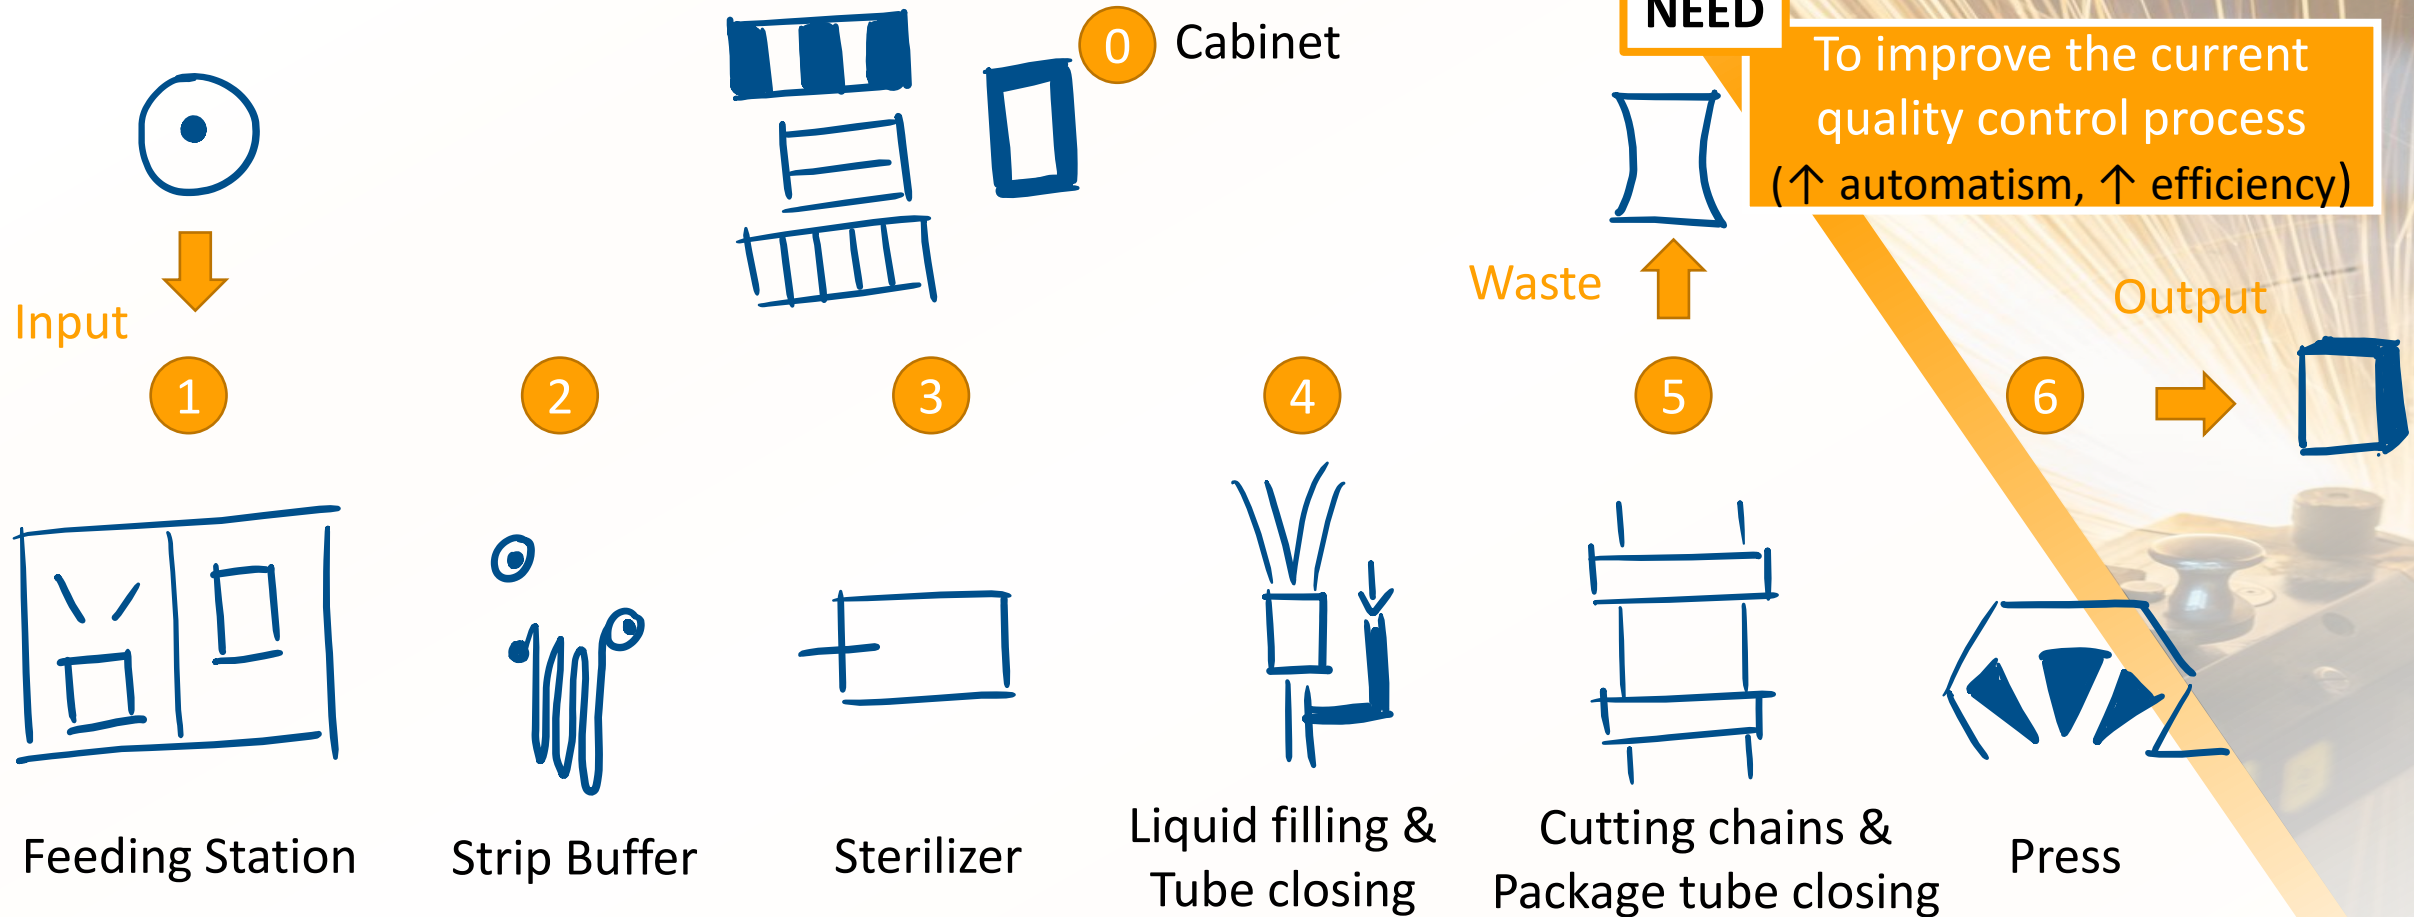 NEED
To improve the current
quality control process
(↑ automatism, ↑ efficiency)
0 Cabinet
Input
Waste
Output
1
2
3
4
5
6
Feeding Station
Strip Buffer
Sterilizer
Liquid filling &
Tube closing
Cutting chains &
Package tube closing
Press